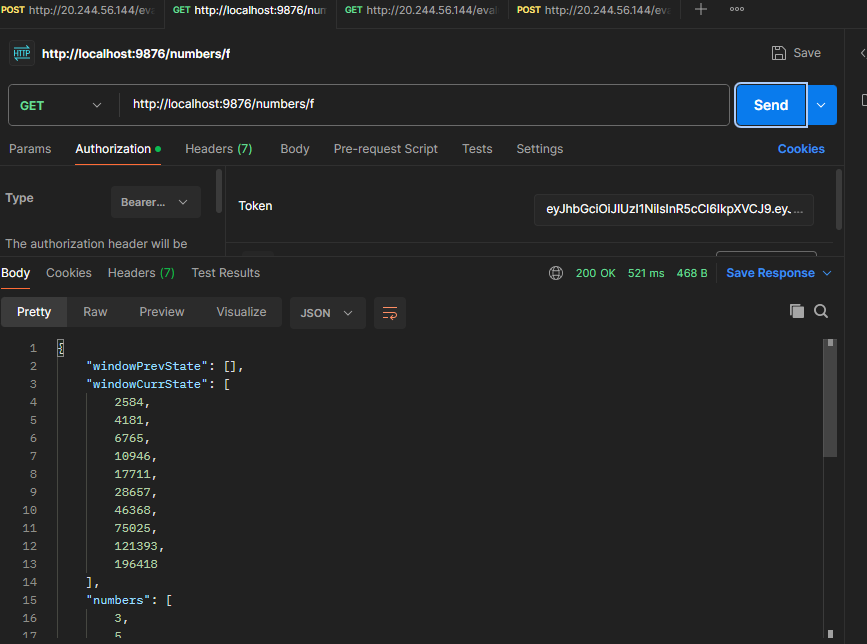 POST http://20.244.56.144/eva
GET http://localhost:9876/num
GET http://20.244.56.144/eval
POST http://20.244.56.144/eva
HTTP http://localhost:9876/numbers/f
Save
GET http://localhost:9876/numbers/f
Send
Params Authorization Headers (7) Body Pre-request Script Tests Settings Cookies
Type Bearer... Token eyJhbGciOiJIUzI1NiIsInR5cCI6IkpXVCJ9.ey. ...
The authorization header will be
Body Cookies Headers (7) Test Results 200 OK 521 ms 468 B Save Response
Pretty Raw Preview Visualize JSON
1 {
2 "windowPrevState": [],
3 "windowCurrState": [
4 2584,
5 4181,
6 6765,
7 10946,
8 17711,
9 28657,
10 46368,
11 75025,
12 121393,
13 196418
14 ],
15 "numbers": [
16 3,
17 5